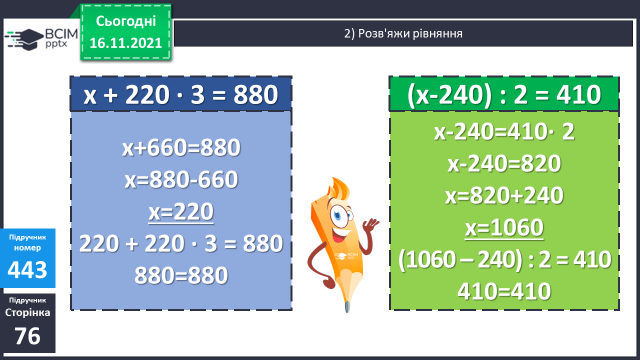 Сьогодні
16.11.2021
BCIM
pptx
2) Розв'яжи рівняння
x + 220 · 3 = 880
x+660=880
x=880-660
x=220
220 + 220 · 3 = 880
880=880
(x-240) : 2 = 410
x-240=410· 2
x-240=820
x=820+240
x=1060
(1060 – 240) : 2 = 410
410=410
Підручник
номер
443
Підручник
Сторінка
76